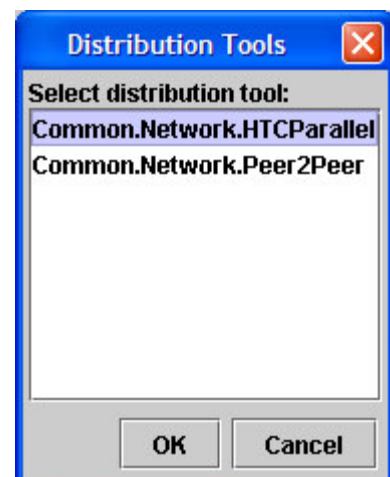 Distribution Tools
Select distribution tool:
Common.Network.HTCParallel
Common.Network.Peer2Peer
OK Cancel